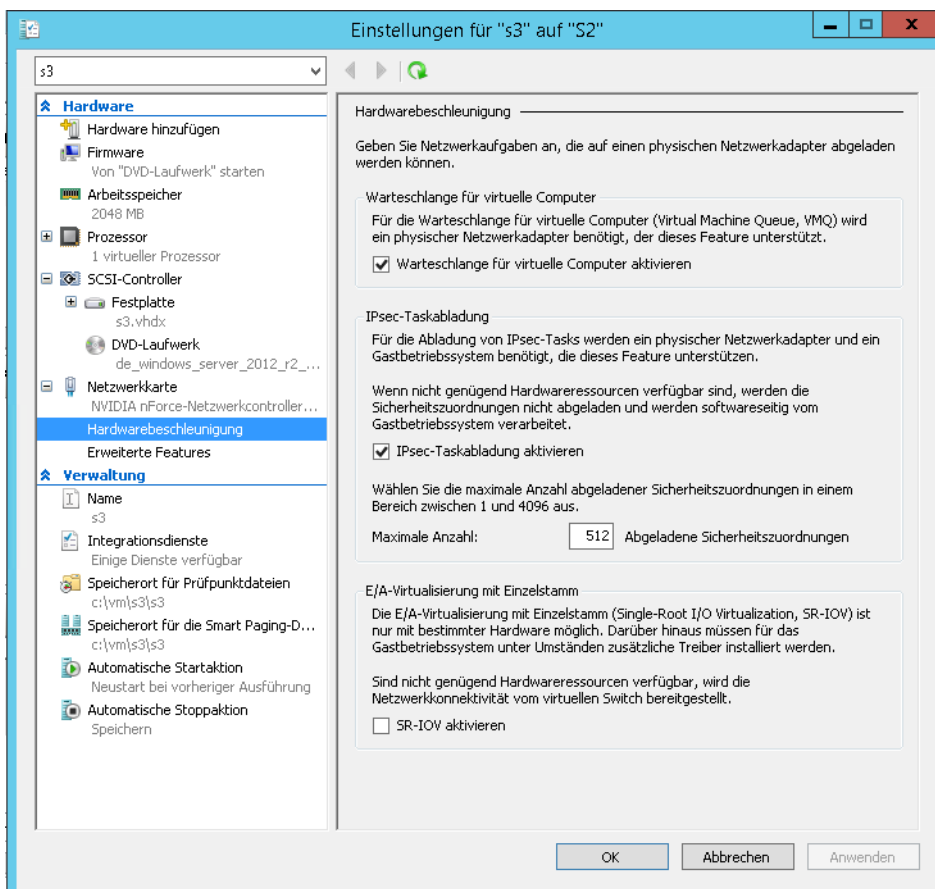 Einstellungen für "s3" auf "S2"
s3
Hardware
Hardware hinzufügen
Firmware
Von "DVD-Laufwerk" starten
Arbeitsspeicher
2048 MB
Prozessor
1 virtueller Prozessor
SCSI-Controller
Festplatte
s3.vhdx
DVD-Laufwerk
de_windows_server_2012_r2_...
Netzwerkkarte
NVIDIA nForce-Netzwerkcontroller...
Hardwarebeschleunigung
Erweiterte Features
Verwaltung
Name
s3
Integrationsdienste
Einige Dienste verfügbar
Speicherort für Prüfpunktdateien
c:\vm\s3\s3
Speicherort für die Smart Paging-D...
c:\vm\s3\s3
Automatische Startaktion
Neustart bei vorheriger Ausführung
Automatische Stoppaktion
Speichern
Hardwarebeschleunigung
Geben Sie Netzwerkaufgaben an, die auf einen physischen Netzwerkadapter abgeladen
werden können.
Warteschlange für virtuelle Computer
Für die Warteschlange für virtuelle Computer (Virtual Machine Queue, VMQ) wird
ein physischer Netzwerkadapter benötigt, der dieses Feature unterstützt.
Warteschlange für virtuelle Computer aktivieren
IPsec-Taskabladung
Für die Abladung von IPsec-Tasks werden ein physischer Netzwerkadapter und ein
Gastbetriebssystem benötigt, die dieses Feature unterstützen.
Wenn nicht genügend Hardwareressourcen verfügbar sind, werden die
Sicherheitszuordnungen nicht abgeladen und werden softwareseitig vom
Gastbetriebssystem verarbeitet.
IPsec-Taskabladung aktivieren
Wählen Sie die maximale Anzahl abgeladener Sicherheitszuordnungen in einem
Bereich zwischen 1 und 4096 aus.
Maximale Anzahl: 512 Abgeladene Sicherheitszuordnungen
E/A-Virtualisierung mit Einzelstamm
Die E/A-Virtualisierung mit Einzelstamm (Single-Root I/O Virtualization, SR-IOV) ist
nur mit bestimmter Hardware möglich. Darüber hinaus müssen für das
Gastbetriebssystem unter Umständen zusätzliche Treiber installiert werden.
Sind nicht genügend Hardwareressourcen verfügbar, wird die
Netzwerkkonnektivität vom virtuellen Switch bereitgestellt.
SR-IOV aktivieren
OK Abbrechen Anwenden